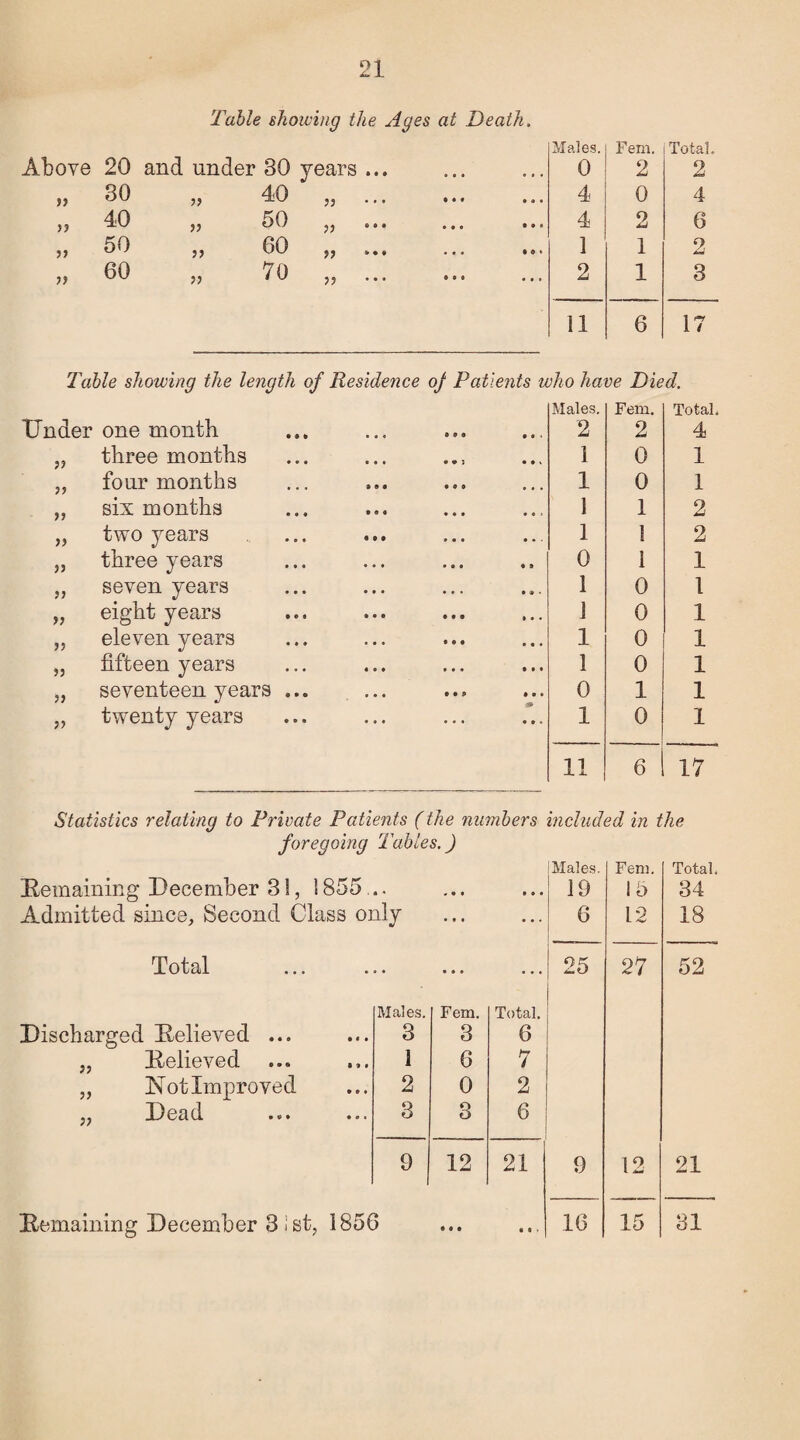 21
Table showing the Ages at Death.
Males. Fem. Total.
Above 20 and under 30 years ... ... ... 0 2 2
„ 30 „ 40 „ ... ... ... 4 0 4
„ 40 „ 50 „ ... ... ... 4 2 6
„ 50 „ 60 „ ... ... ... 1 1 2
„ 60 „ 70 „ ... ... ... 2 1 3
11 6 17
Table showing the length of Residence of Patients who have Died.
Males. Fem. Total.
Under one month ... ... ... ... 2 2 4
„ three months ... ... ... ... 1 0 1
„ four months ... ... ... ... 1 0 1
„ six months ... ... ... ... 1 1 2
„ two years ... ... ... ... 1 1 2
„ three years ... ... ... ... 0 1 1
„ seven years ... ... ... ... 1 0 1
„ eight years ... ... ... ... 1 0 1
„ eleven years ... ... ... ... 1 0 1
„ fifteen years ... ... ... ... 1 0 1
„ seventeen years ... ... ... ... 0 1 1
„ twenty years ... ... ... ... 1 0 1
11 6 17
Statistics relating to Private Patients (the numbers included in the
foregoing Tables.)
Males. Fem. Total.
Remaining December 31, 1855... ... ... 19 15 34
Admitted since, Second Class only ... ... 6 12 18
Total ... ... ... ... 25 27 52
Males. Fem. Total.
Discharged Relieved ... ... 3 3 6
„ Relieved ... ... 1 6 7
„ Not Improved ... 2 0 2
„ Dead ... ... 3 3 6
9 12 21 9 12 21
Remaining December 31st, 1856 ... ... 16 15 31